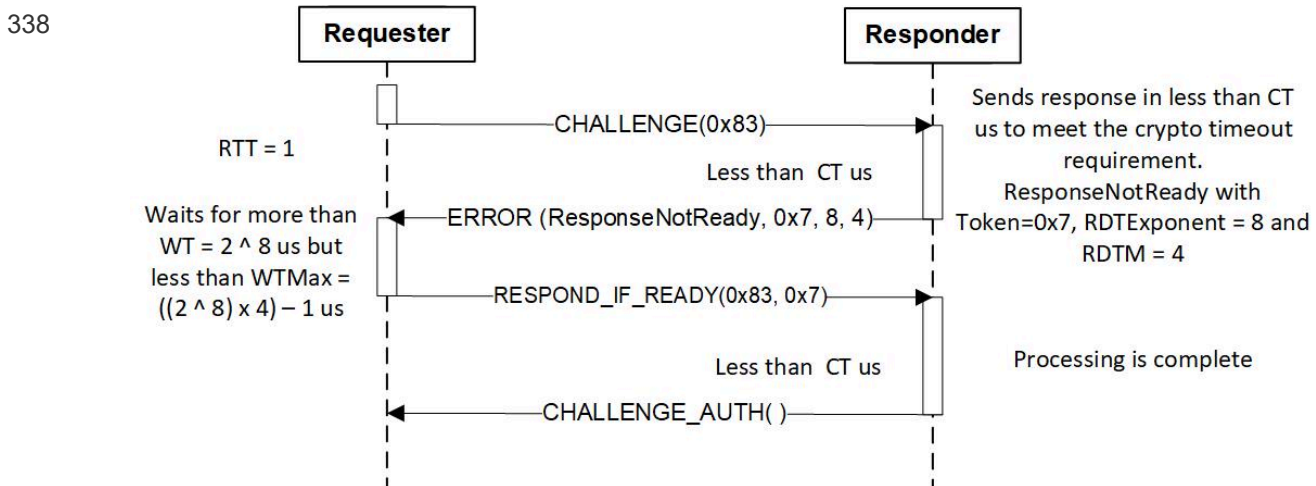 338
Requester
Responder
CHALLENGE(0x83)
RTT = 1
Less than CT us
Sends response in less than CT
us to meet the crypto timeout
requirement.
ResponseNotReady with
Token=0x7, RDTExponent = 8 and
RDTM = 4
ERROR (ResponseNotReady, 0x7, 8, 4)
Waits for more than
WT = 2 ^ 8 us but
less than WTMax =
((2 ^ 8) x 4) – 1 us
RESPOND_IF_READY(0x83, 0x7)
Less than CT us
Processing is complete
CHALLENGE_AUTH( )